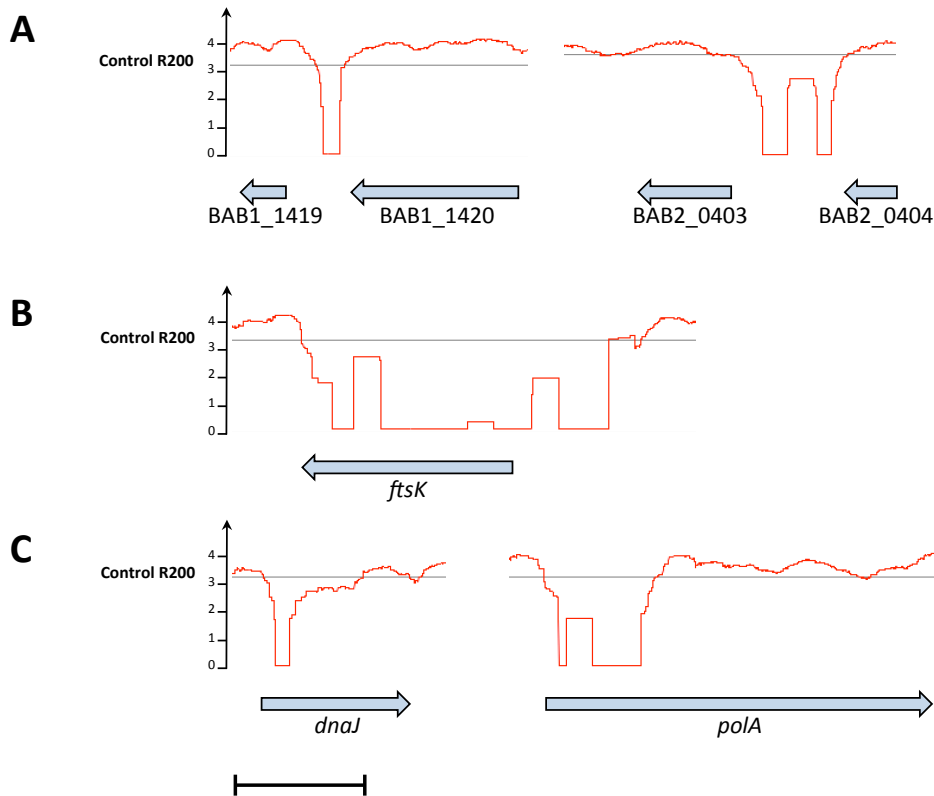 A
Control R200
4
3
2
1
0
BAB1_1419
BAB1_1420
BAB2_0403
BAB2_0404
B
Control R200
4
3
2
1
0
ftsK
C
Control R200
4
3
2
1
0
dnaJ
polA